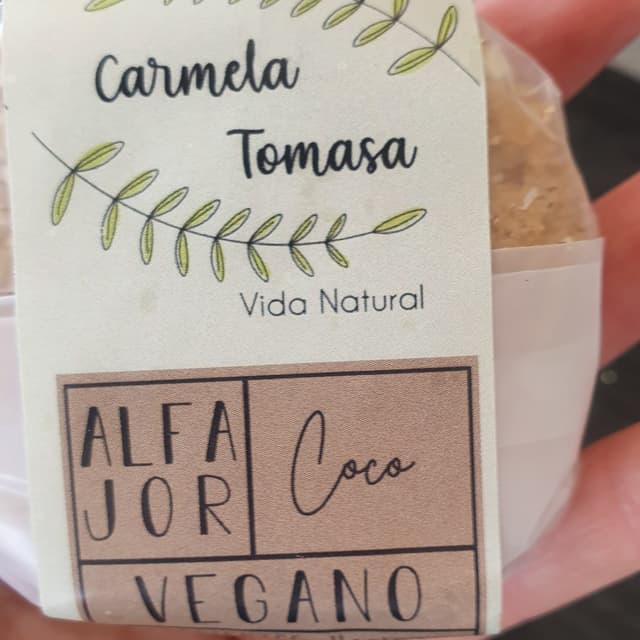 Carmela
Tomasa
Vida Natural
ALFA
JOR
Coco
VEGANO